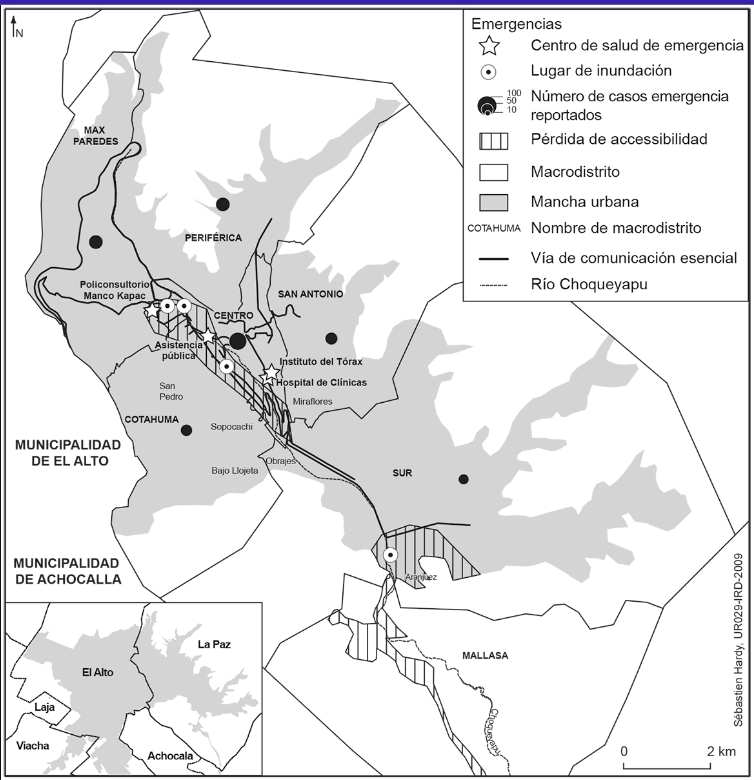 N
Emergencias
Centro de salud de emergencia
Lugar de inundación
100
50
10
Número de casos emergencia
reportados
Pérdida de accessibilidad
Macrodistrito
Mancha urbana
COTAHUMA
Nombre de macrodistrito
Vía de comunicación esencial
Río Choqueyapu
MAX
PAREDES
PERIFÉRICA
Policonsultorio
Manco Kapac
SAN ANTONIO
CENTRO
Asistencia
pública
Instituto del Tórax
Hospital de Clínicas
San
Pedro
Miraflores
COTAHUMA
Sopocachi
MUNICIPALIDAD
DE EL ALTO
Obrajes
Bajo Llojeta
SUR
MUNICIPALIDAD
DE ACHOCALLA
Aranjuez
MALLASA
La Paz
El Alto
Laja
Viacha
Achocala
Sébastien Hardy, UR029-IRD-2009
0
2 km